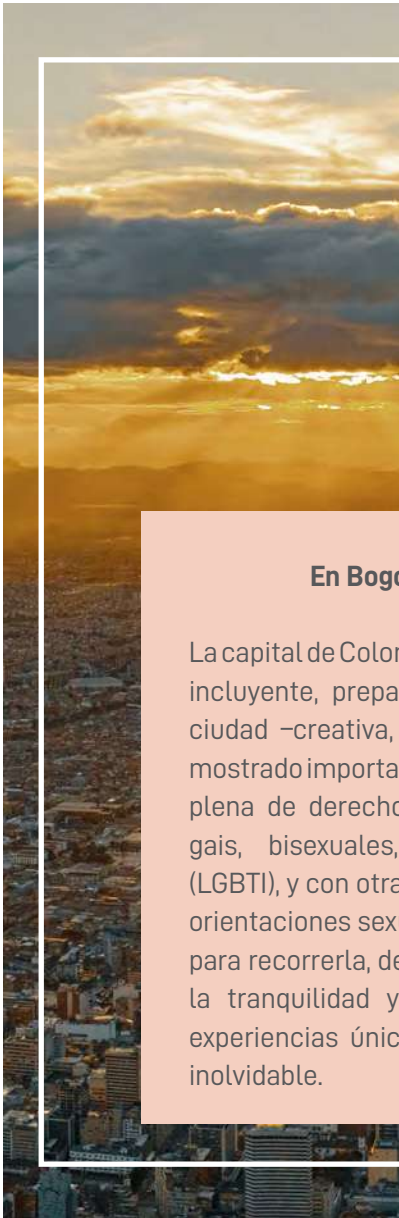 En Bogo
La capital de Color
incluyente, prepa
ciudad –creativa,
mostrado importa
plena de derecho
gais, bisexuales,
(LGBTI), y con otra
orientaciones sex
para recorrerla, de
la tranquilidad y
experiencias únic
inolvidable.